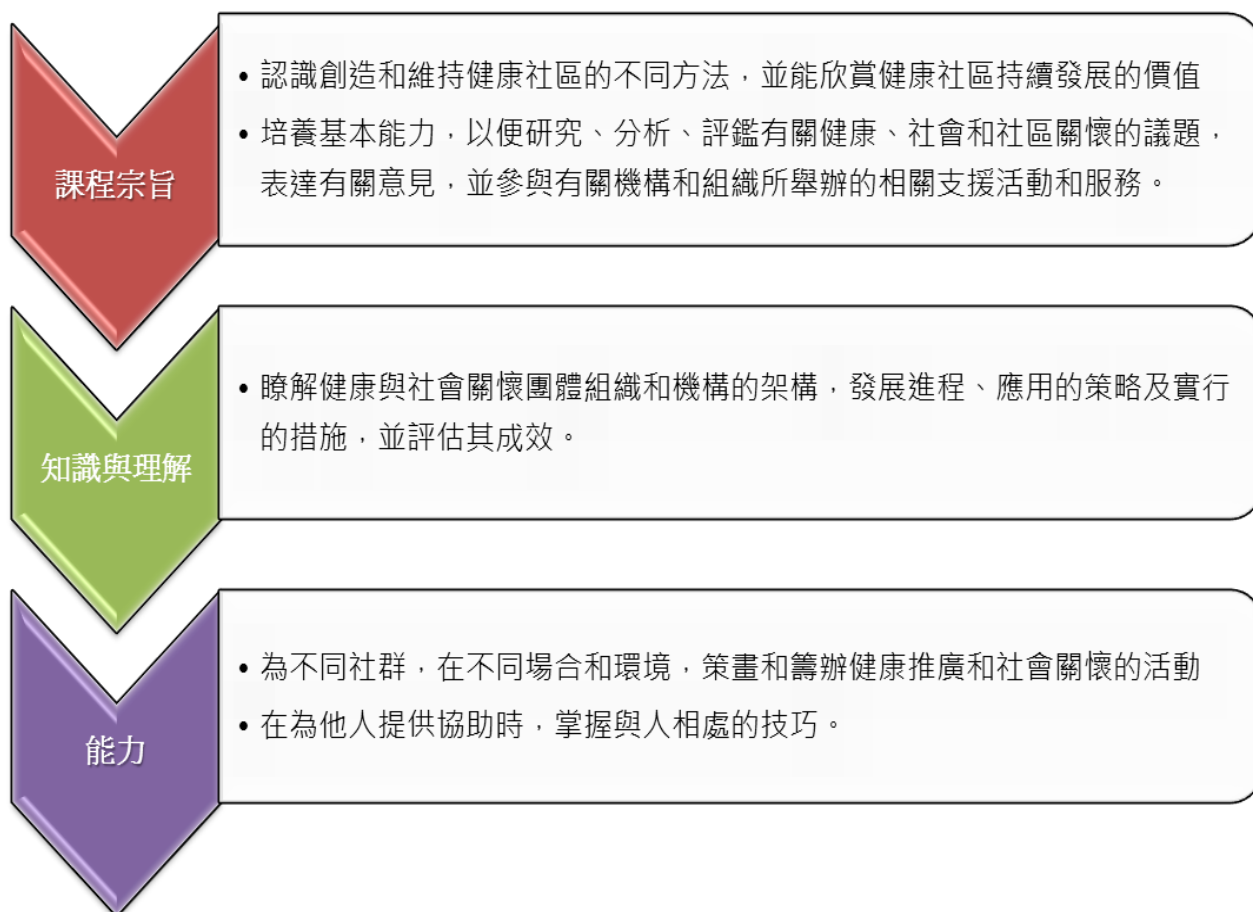 課程宗旨
• 認識創造和維持健康社區的不同方法，並能欣賞健康社區持續發展的價值
• 培養基本能力，以便研究、分析、評鑑有關健康、社會和社區關懷的議題，
表達有關意見，並參與有關機構和組織所舉辦的相關支援活動和服務。
知識與理解
• 瞭解健康與社會關懷團體組織和機構的架構，發展進程、應用的策略及實行
的措施，並評估其成效。
能力
• 為不同社群，在不同場合和環境，策畫和籌辦健康推廣和社會關懷的活動
• 在為他人提供協助時，掌握與人相處的技巧。